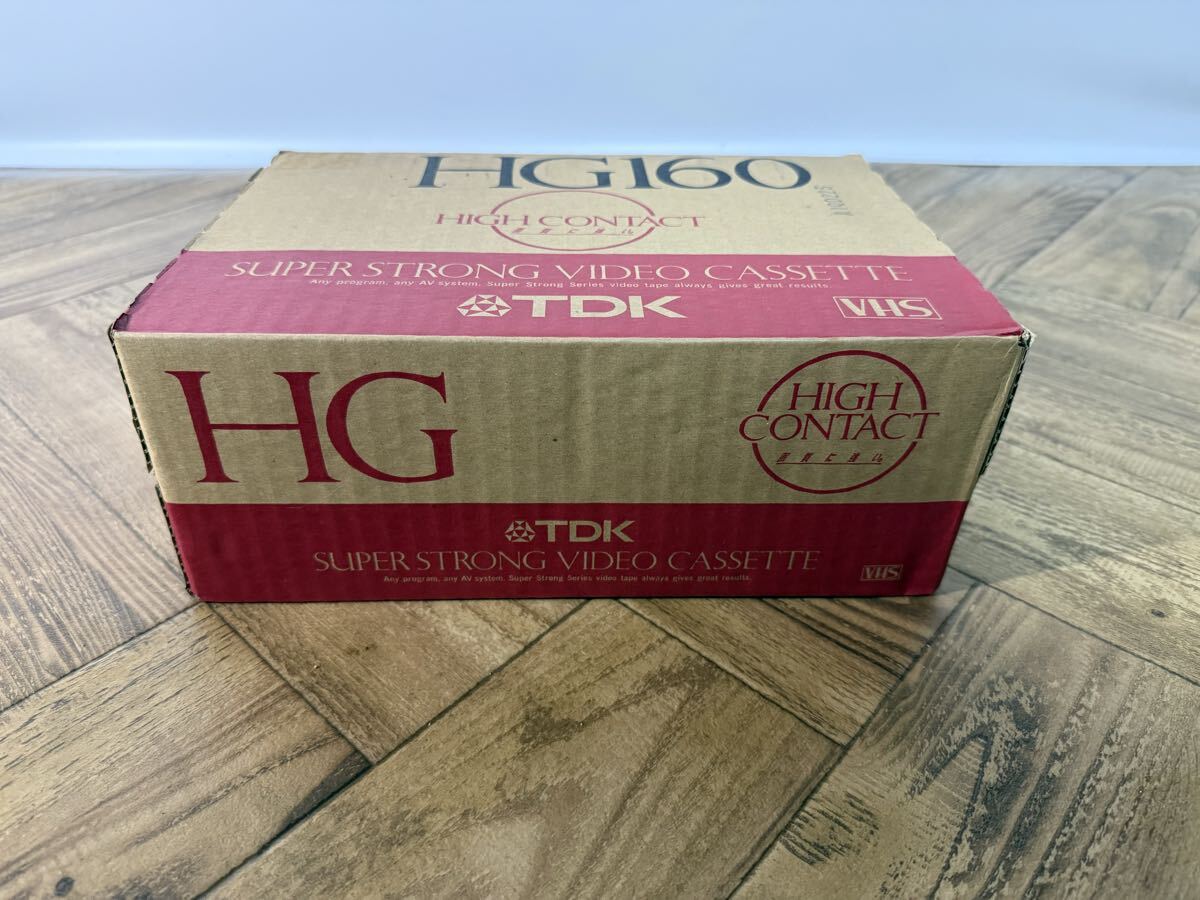 HG160
HIGH CONTACT
SUPER STRONG VIDEO CASSETTE
Any program, any AV system. Super Strong Series video tape always gives great results.
TDK
VHS
HG
HIGH
CONTACT
TDK
SUPER STRONG VIDEO CASSETTE
Any program, any AV system. Super Strong Series video tape always gives great results.
VHS